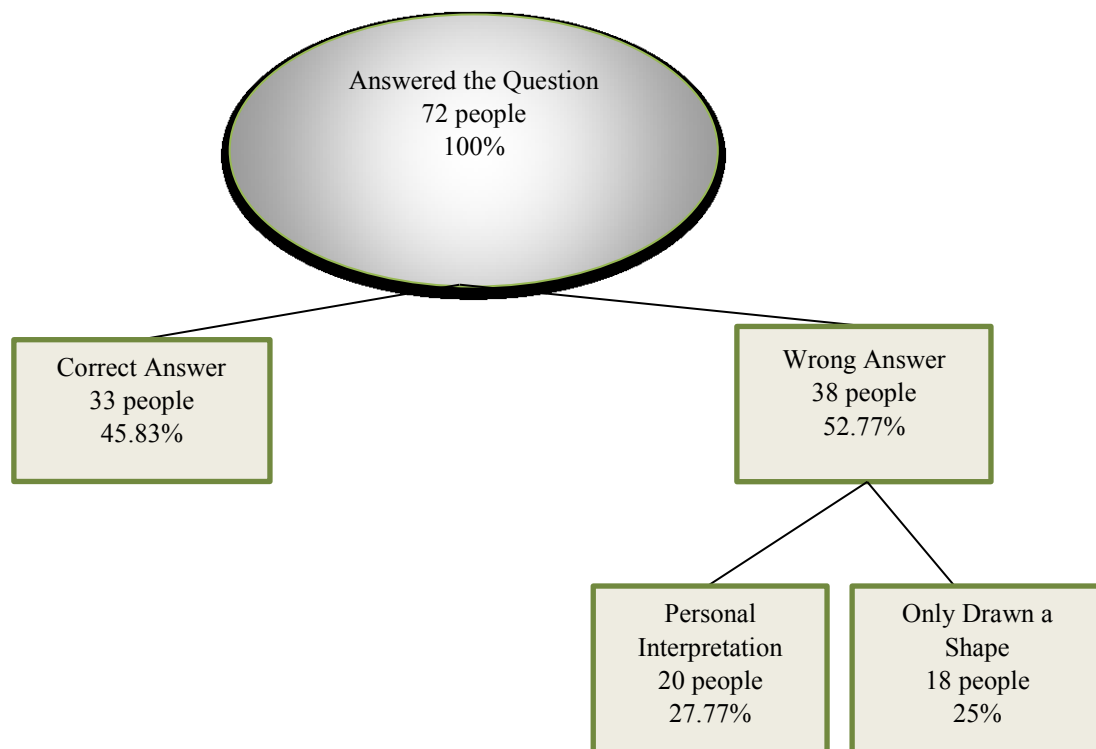 Answered the Question
72 people
100%
Correct Answer
33 people
45.83%
Wrong Answer
38 people
52.77%
Personal
Interpretation
20 people
27.77%
Only Drawn a
Shape
18 people
25%